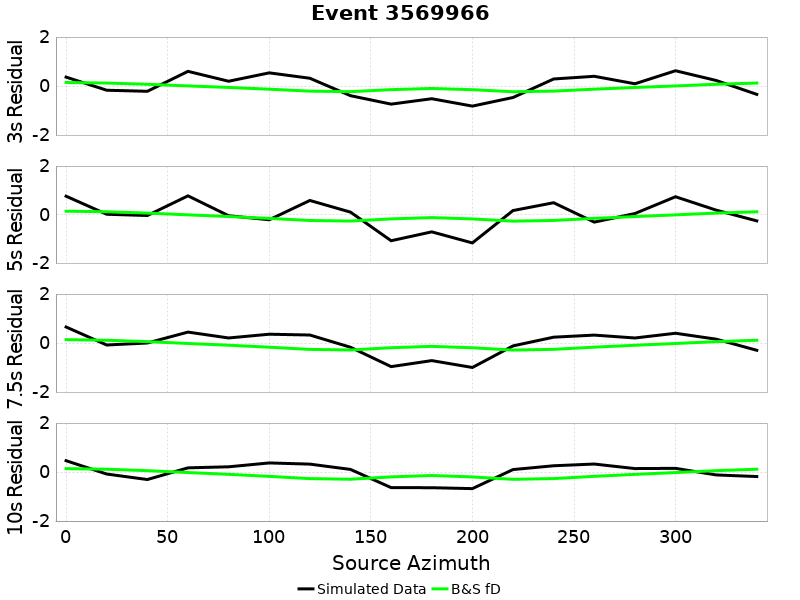 Event 3569966
3s Residual
2
0
-2
5s Residual
2
0
-2
7.5s Residual
2
0
-2
10s Residual
2
0
-2
0 50 100 150 200 250 300
Source Azimuth
Simulated Data B&S fD